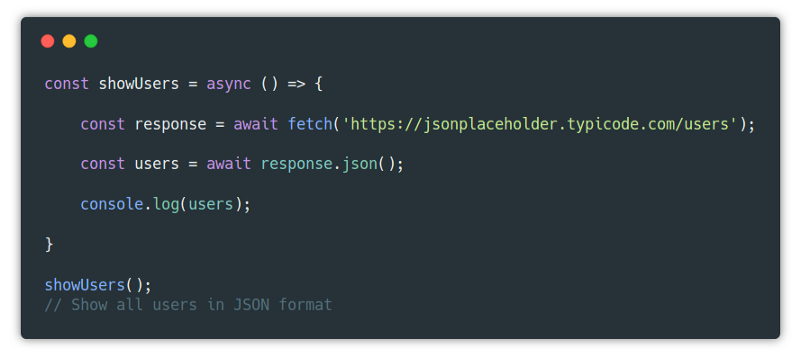 const showUsers = async () => {
const response = await fetch('https://jsonplaceholder.typicode.com/users');
const users = await response.json();
console.log(users);
}
showUsers();
// Show all users in JSON format